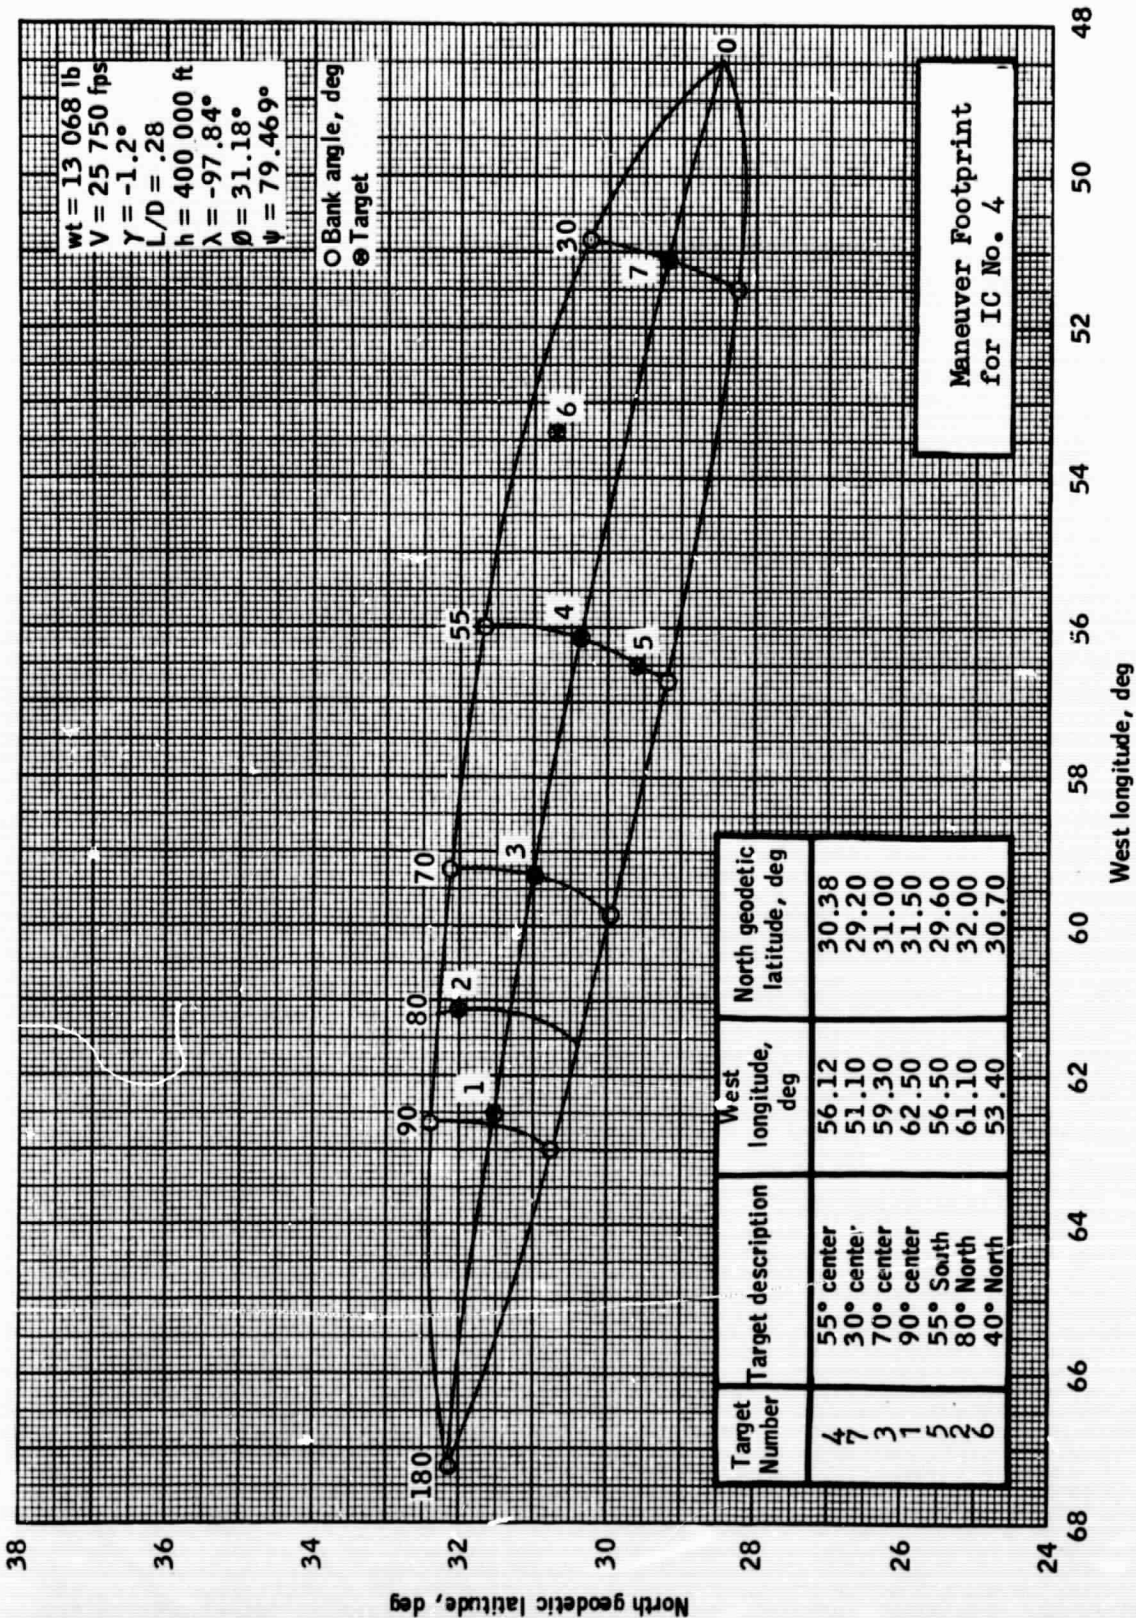 wt = 13 068 lb
V = 25 750 fps
γ = -1.2°
L/D = .28
h = 400 000 ft
λ = -97.84°
Ø = 31.18°
ψ = 79.469°
O Bank angle, deg
⊗ Target
180
90
80
70
55
30
0
1
2
3
4
5
6
7
Maneuver Footprint
for IC No. 4
Target Number Target description West longitude, deg North geodetic latitude, deg
4 55° center 56.12 30.38
7 30° center 51.10 29.20
3 70° center 59.30 31.00
1 90° center 62.50 31.50
5 55° South 56.50 29.60
2 80° North 61.10 32.00
6 40° North 53.40 30.70
North geodetic latitude, deg
38
36
34
32
30
28
26
24
68
66
64
62
60
58
56
54
52
50
48
West longitude, deg